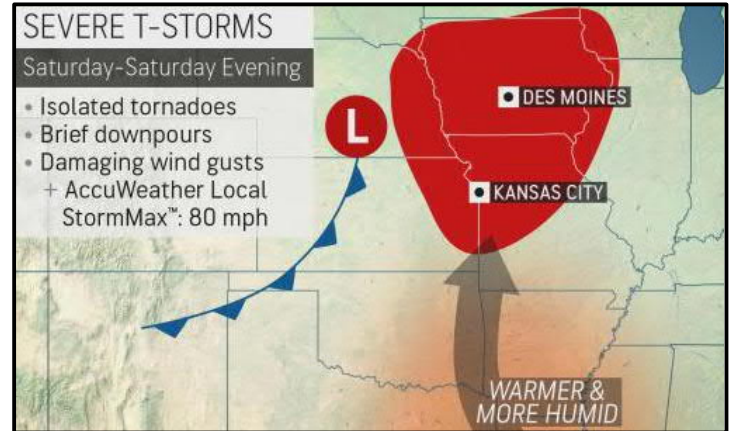 SEVERE T-STORMS
Saturday-Saturday Evening
• Isolated tornadoes
• Brief downpours
• Damaging wind gusts
+ AccuWeather Local
StormMax™: 80 mph
L
DES MOINES
KANSAS CITY
WARMER &
MORE HUMID